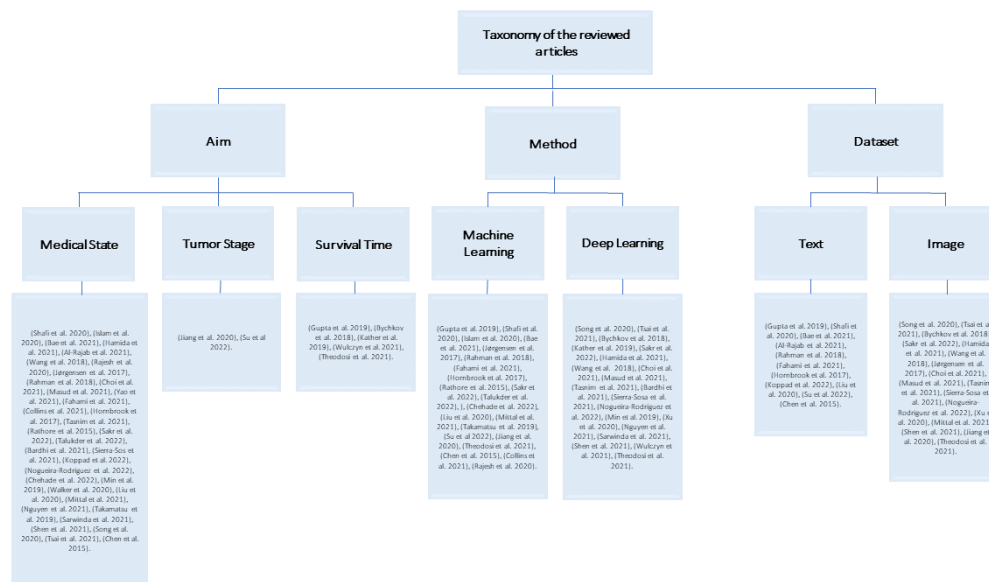 Taxonomy of the reviewed
articles
Aim
Method
Dataset
Medical State
Tumor Stage
Survival Time
Machine
Learning
Deep Learning
Text
Image
(Shafi et al. 2020), (Islam et al.
2020), (Bae et al. 2021), (Hamida et al.
2021), (Al-Rajab et al. 2021),
(Wang et al. 2018), (Rajesh et al.
2020), (Jørgensen et al. 2017),
(Rahman et al. 2018), (Choi et al.
2021), (Masud et al. 2021), (Yao et al.
2021), (Fahami et al. 2021),
(Collins et al. 2021), (Hornbrook et
al. 2017), (Tasnim et al. 2021),
(Rathore et al. 2015), (Sakr et al.
2022), (Talukder et al. 2022),
(Bardhi et al. 2021), (Sierra-Sos et
al. 2021), (Koppad et al. 2022),
(Nogueira-Rodriguez et al. 2022),
(Chehade et al. 2022), (Min et al.
2019), (Walker et al. 2020), (Liu et
al. 2020), (Mittal et al. 2021),
(Nguyen et al. 2021), (Takamatsu et
al. 2019), (Sarwinda et al. 2021),
(Shen et al. 2021), (Song et al.
2020), (Tsai et al. 2021), (Chen et al.
2015).
(Jiang et al. 2020), (Su et al
2022).
(Gupta et al. 2019), (Bychkov
et al. 2018), (Kather et al.
2019), (Wulczyn et al. 2021),
(Theodosi et al. 2021).
(Gupta et al. 2019), (Shafi et al.
2020), (Islam et al. 2020), (Bae
et al. 2021), (Jørgensen et al.
2017), (Rahman et al. 2018),
(Fahami et al. 2021),
(Hornbrook et al. 2017),
(Rathore et al. 2015), (Sakr et al.
2022), (Talukder et al.
2022), ), (Chehade et al. 2022),
(Liu et al. 2020), (Mittal et al.
2021), (Takamatsu et al. 2019),
(Su et al 2022), (Jiang et al.
2020), (Theodosi et al. 2021),
(Chen et al. 2015), (Collins et al.
2021), (Rajesh et al. 2020).
(Song et al. 2020), (Tsai et al.
2021), (Bychkov et al. 2018),
(Kather et al. 2019), (Sakr et al.
2022), (Hamida et al. 2021),
(Wang et al. 2018), (Choi et al.
2021), (Masud et al. 2021),
(Tasnim et al. 2021), (Bardhi et al.
2021), (Sierra-Sosa et al. 2021),
(Nogueira-Rodriguez et al.
2022), (Min et al. 2019), (Xu et
al. 2020), (Nguyen et al. 2021),
(Sarwinda et al. 2021),
(Shen et al. 2021), (Wulczyn et
al. 2021), (Theodosi et al.
2021).
(Gupta et al. 2019), (Shafi et al.
2020), (Bae et al. 2021),
(Al-Rajab et al. 2021),
(Rahman et al. 2018),
(Fahami et al. 2021),
(Hornbrook et al. 2017),
(Koppad et al. 2022), (Liu et al.
2020), (Su et al. 2022),
(Chen et al. 2015).
(Song et al. 2020), (Tsai et al.
2021), (Bychkov et al. 2018
(Sakr et al. 2022), (Hamida
et al. 2021), (Wang et al.
2018), (Jørgensen et al.
2017), (Choi et al. 2021),
(Masud et al. 2021), (Tasnim
et al. 2021), (Sierra-Sosa et
al. 2021), (Nogueira-
Rodriguez et al. 2022), (Xu et
al. 2020), (Mittal et al. 2021
(Shen et al. 2021), (Jiang et
al. 2020), (Theodosi et al.
2021).